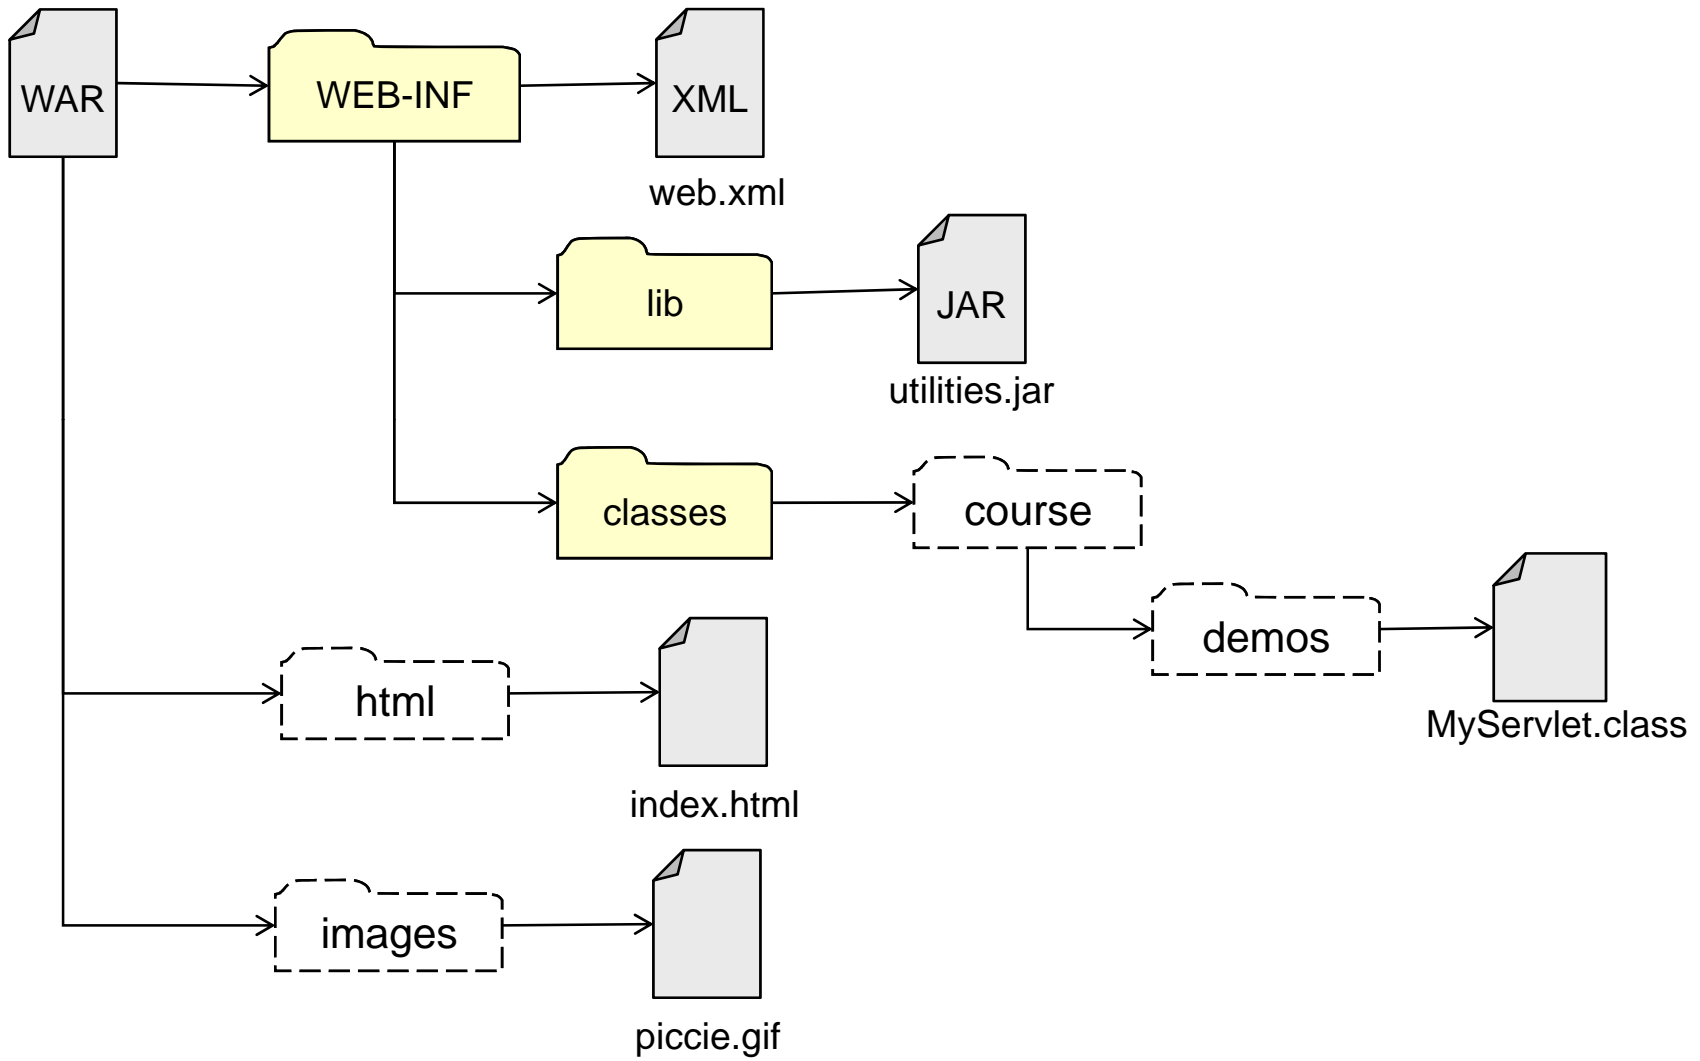 WAR
WEB-INF
XML
web.xml
lib
JAR
utilities.jar
classes
course
demos
MyServlet.class
html
index.html
images
piccie.gif